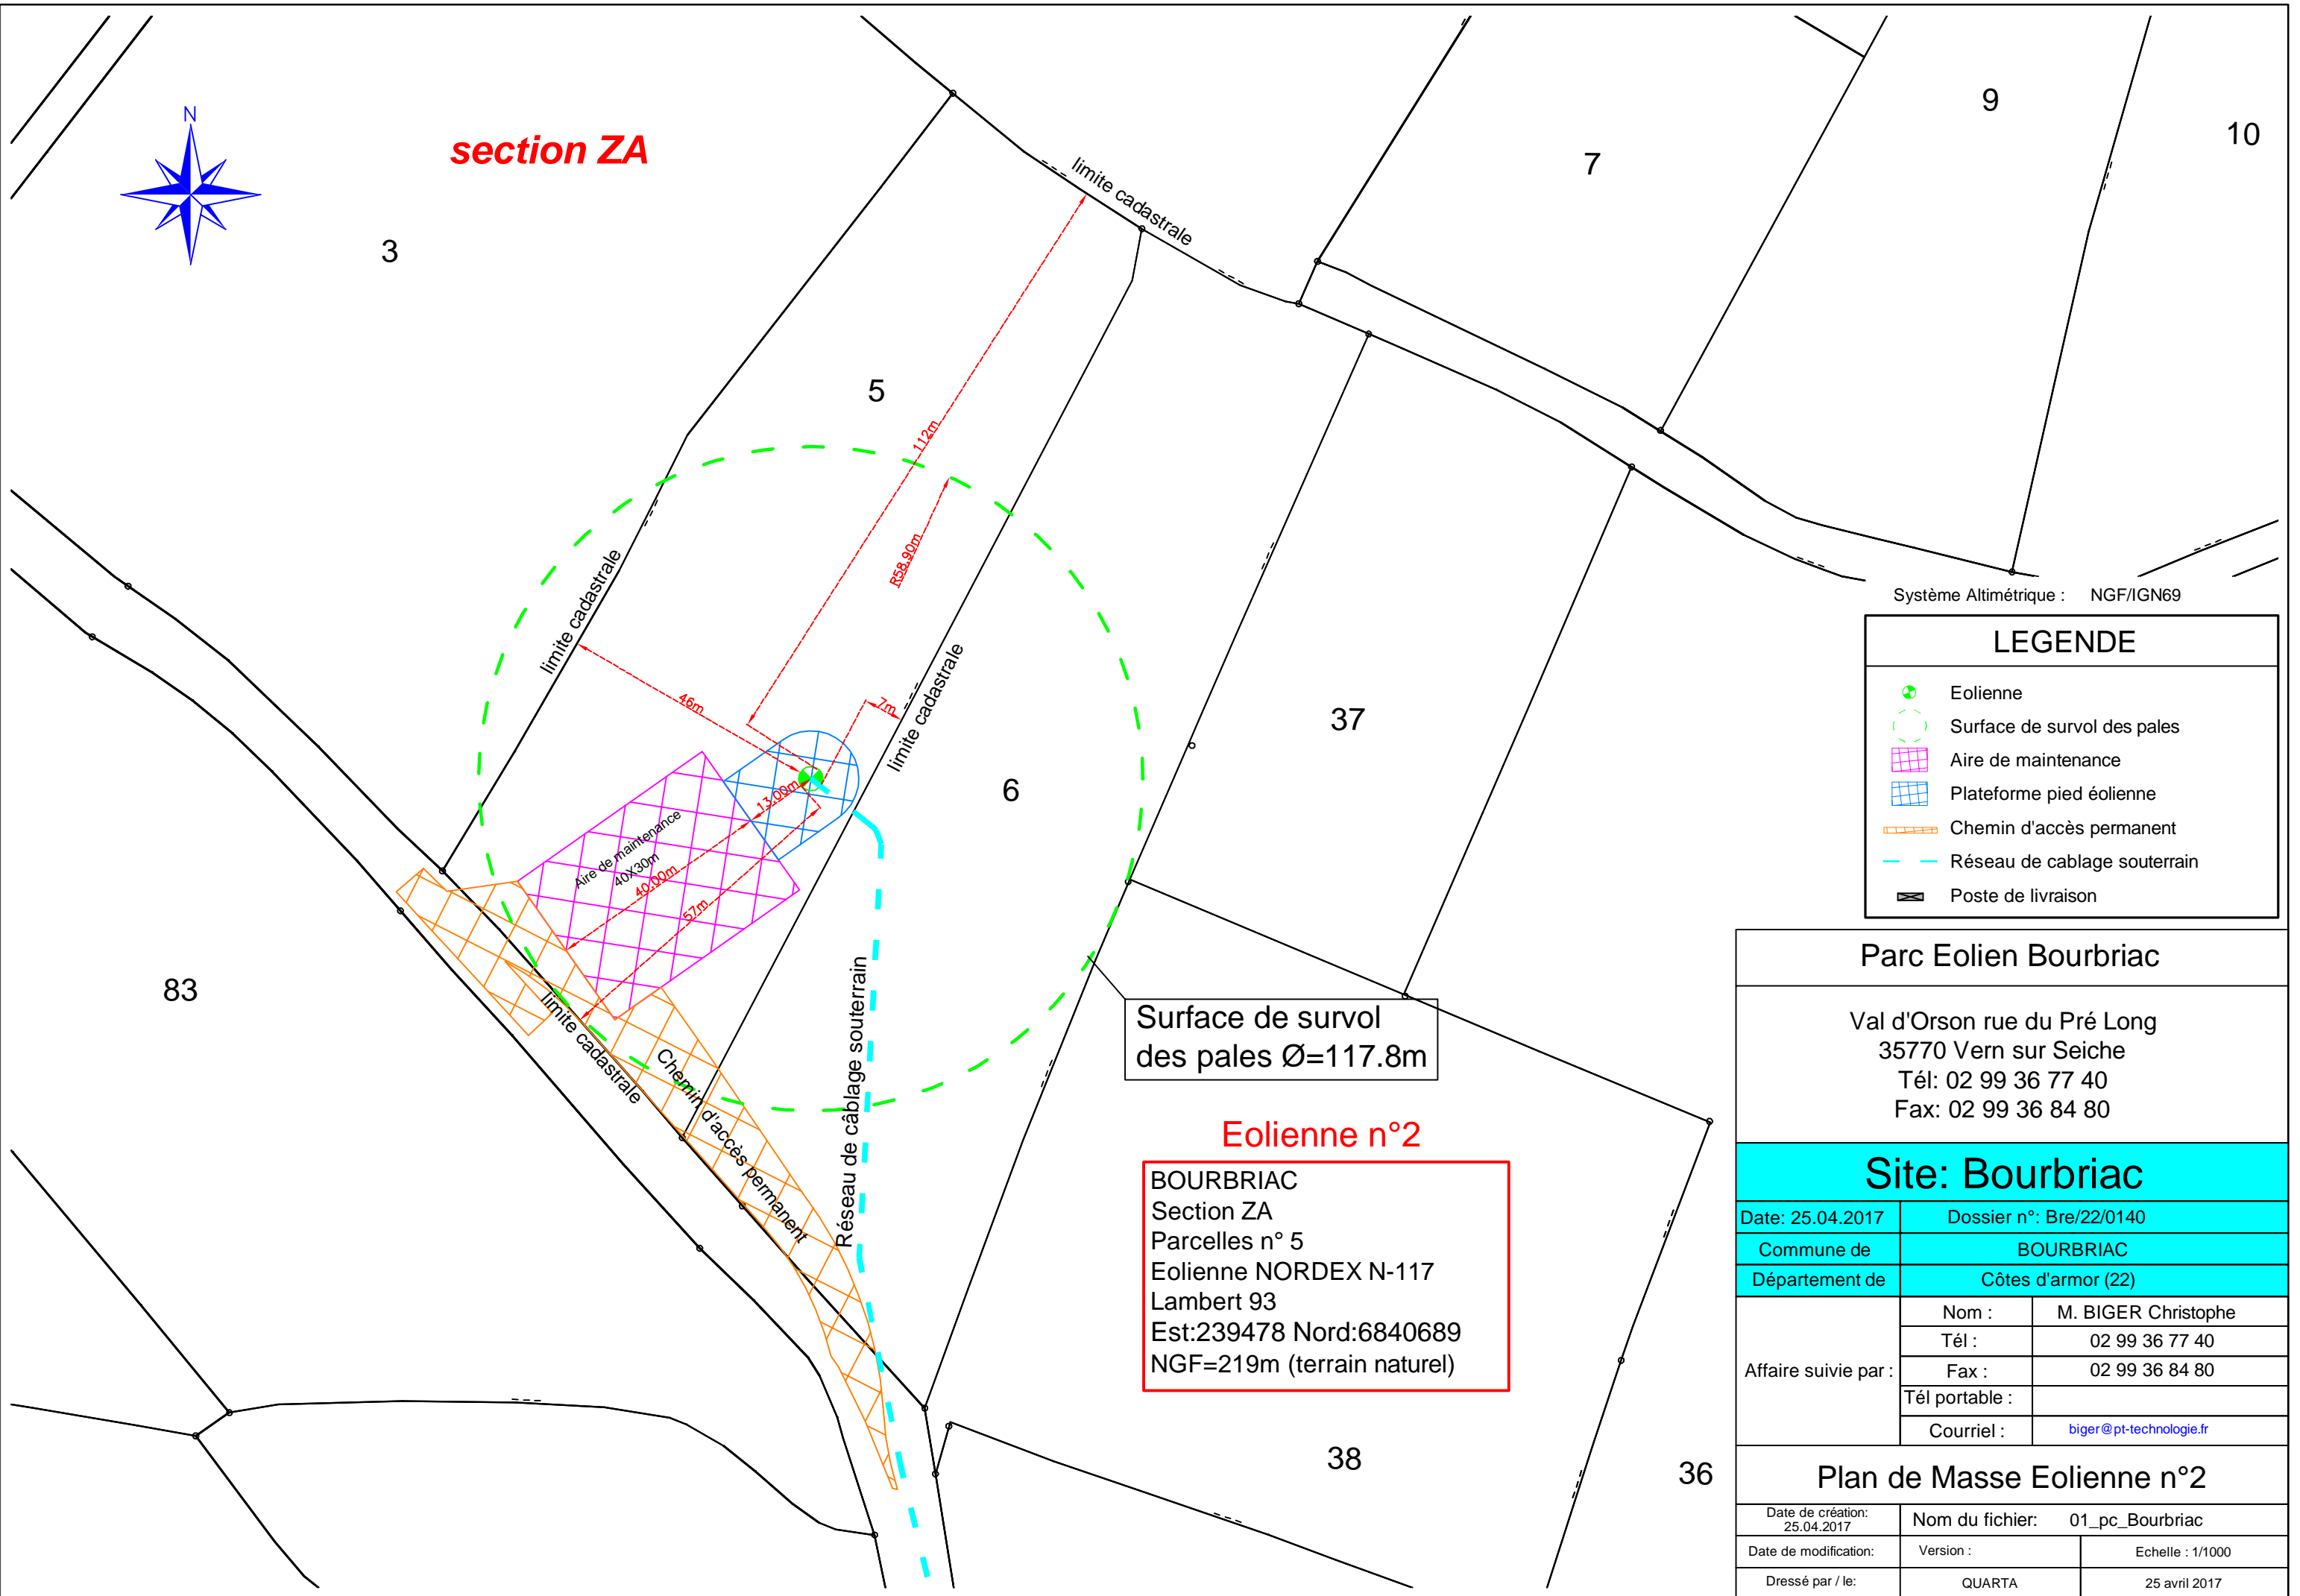 N
section ZA
3
5
7
9
10
limite cadastrale
112m
R58.90m
limite cadastrale
46m
7m
limite cadastrale
13.00m
Aire de maintenance
40X30m
40.00m
57m
6
37
83
limite cadastrale
Chemin d'accès permanent
Réseau de câblage souterrain
Surface de survol
des pales Ø=117.8m
Eolienne n°2
BOURBRIAC
Section ZA
Parcelles n° 5
Eolienne NORDEX N-117
Lambert 93
Est:239478 Nord:6840689
NGF=219m (terrain naturel)
38
36
Système Altimétrique : NGF/IGN69
LEGENDE
Eolienne
Surface de survol des pales
Aire de maintenance
Plateforme pied éolienne
Chemin d'accès permanent
Réseau de cablage souterrain
Poste de livraison
Parc Eolien Bourbriac
Val d'Orson rue du Pré Long
35770 Vern sur Seiche
Tél: 02 99 36 77 40
Fax: 02 99 36 84 80
Site: Bourbriac
Date: 25.04.2017 Dossier n°: Bre/22/0140
Commune de BOURBRIAC
Département de Côtes d'armor (22)
Affaire suivie par :
Nom : M. BIGER Christophe
Tél : 02 99 36 77 40
Fax : 02 99 36 84 80
Tél portable :
Courriel : biger@pt-technologie.fr
Plan de Masse Eolienne n°2
Date de création:
25.04.2017
Nom du fichier: 01_pc_Bourbriac
Date de modification: Version : Echelle : 1/1000
Dressé par / le: QUARTA 25 avril 2017